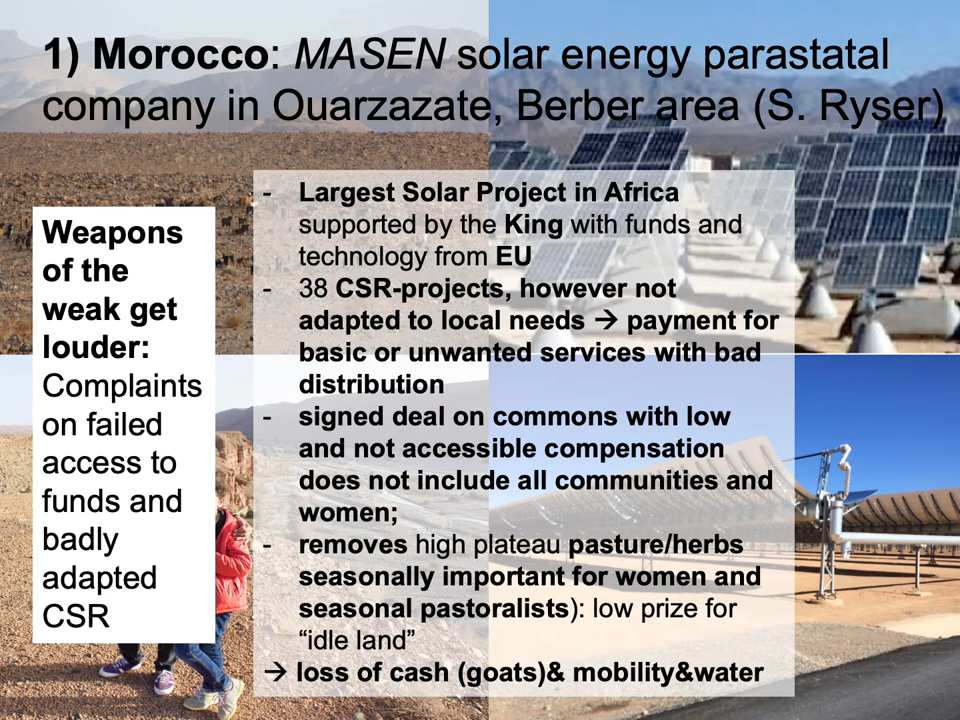 1) Morocco: MASEN solar energy parastatal
company in Ouarzazate, Berber area (S. Ryser)
Weapons
of the
weak get
louder:
Complaints
on failed
access to
funds and
badly
adapted
CSR
- Largest Solar Project in Africa
supported by the King with funds and
technology from EU
- 38 CSR-projects, however not
adapted to local needs → payment for
basic or unwanted services with bad
distribution
- signed deal on commons with low
and not accessible compensation
does not include all communities and
women;
- removes high plateau pasture/herbs
seasonally important for women and
seasonal pastoralists): low prize for
“idle land”
→ loss of cash (goats)& mobility&water